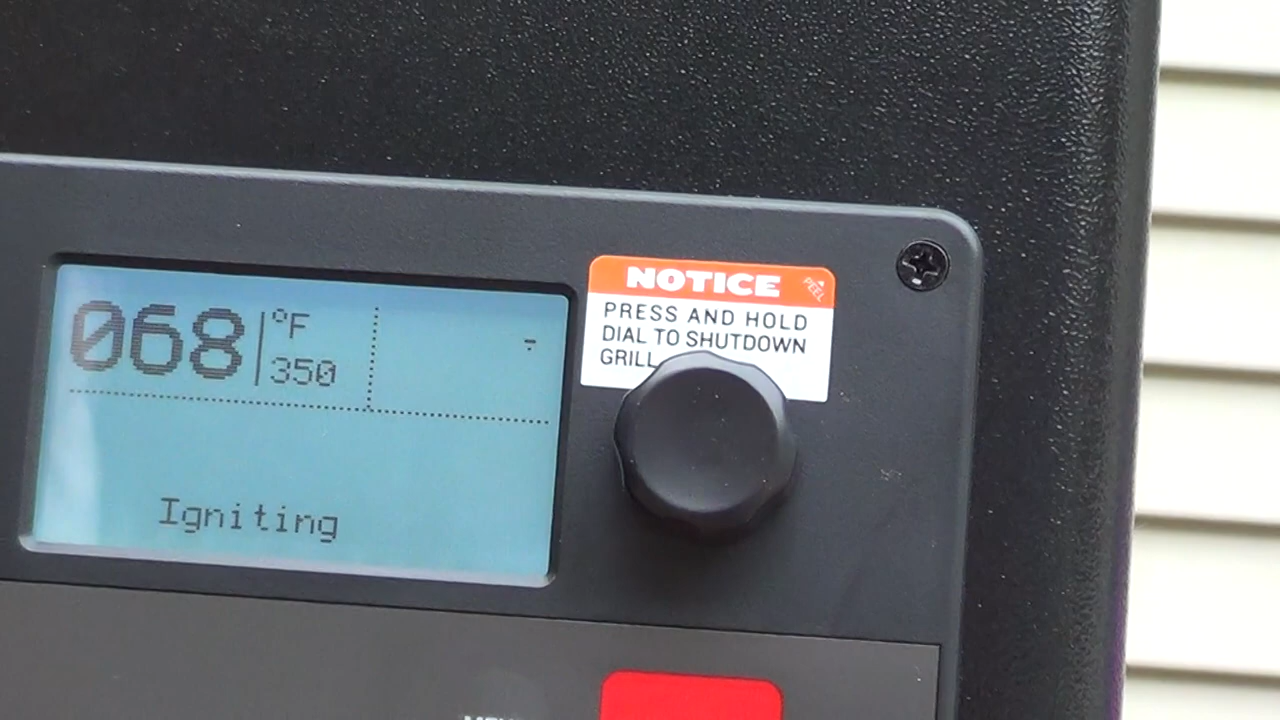 068 °F
350
Igniting
NOTICE
PEEL
PRESS AND HOLD
DIAL TO SHUTDOWN
GRILL